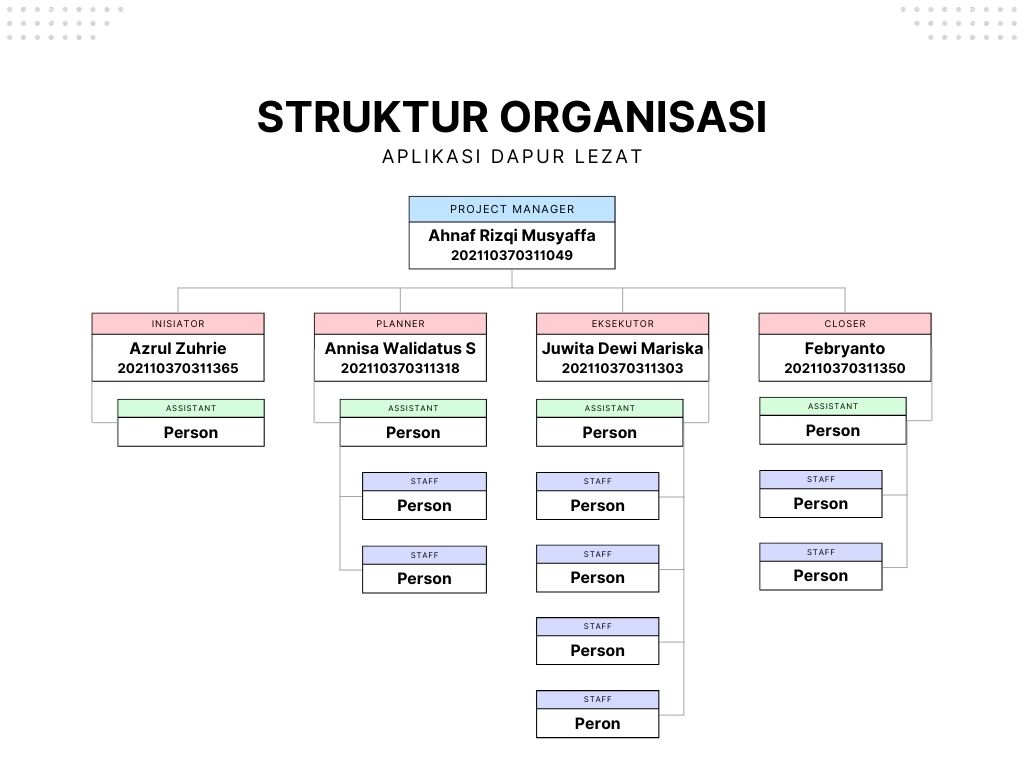 STRUKTUR ORGANISASI
APLIKASI DAPUR LEZAT
PROJECT MANAGER
Ahnaf Rizqi Musyaffa
202110370311049
INISIATOR
Azrul Zuhrie
202110370311365
ASSISTANT
Person
PLANNER
Annisa Walidatus S
202110370311318
ASSISTANT
Person
STAFF
Person
STAFF
Person
EKSEKUTOR
Juwita Dewi Mariska
202110370311303
ASSISTANT
Person
STAFF
Person
STAFF
Person
STAFF
Person
STAFF
Peron
CLOSER
Febryanto
202110370311350
ASSISTANT
Person
STAFF
Person
STAFF
Person